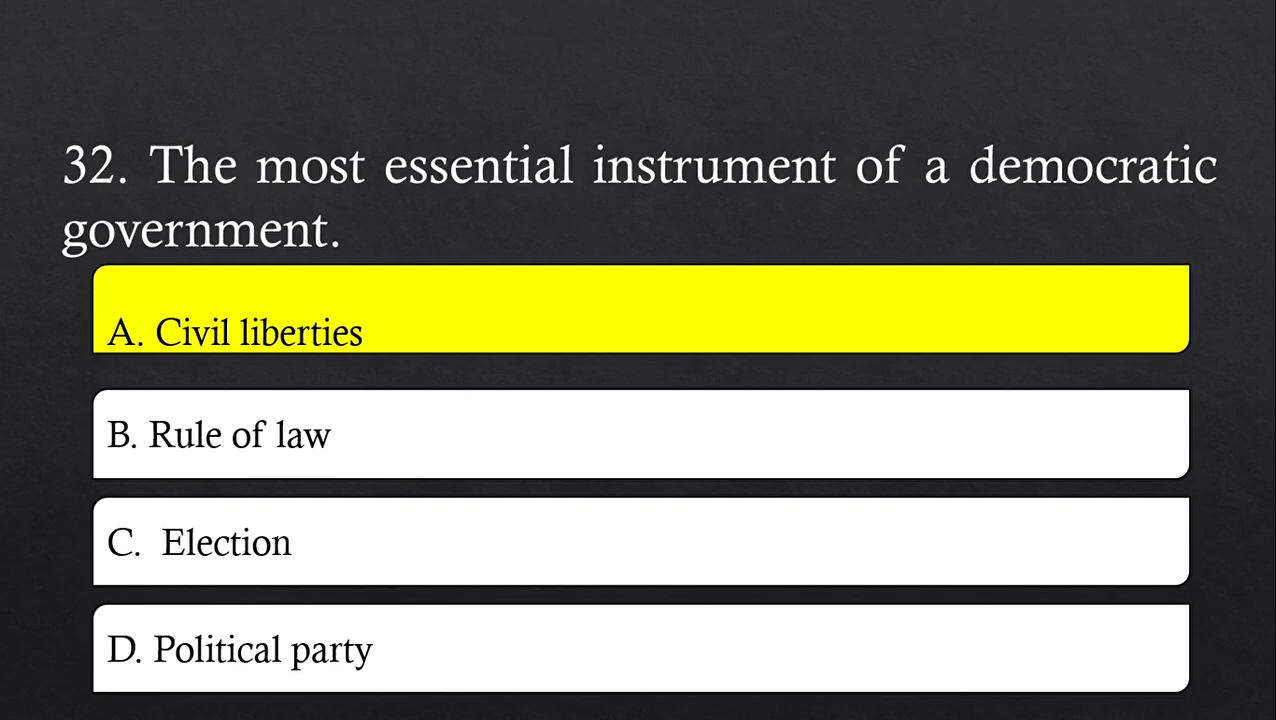 32. The most essential instrument of a democratic
government.
A. Civil liberties
B. Rule of law
C. Election
D. Political party